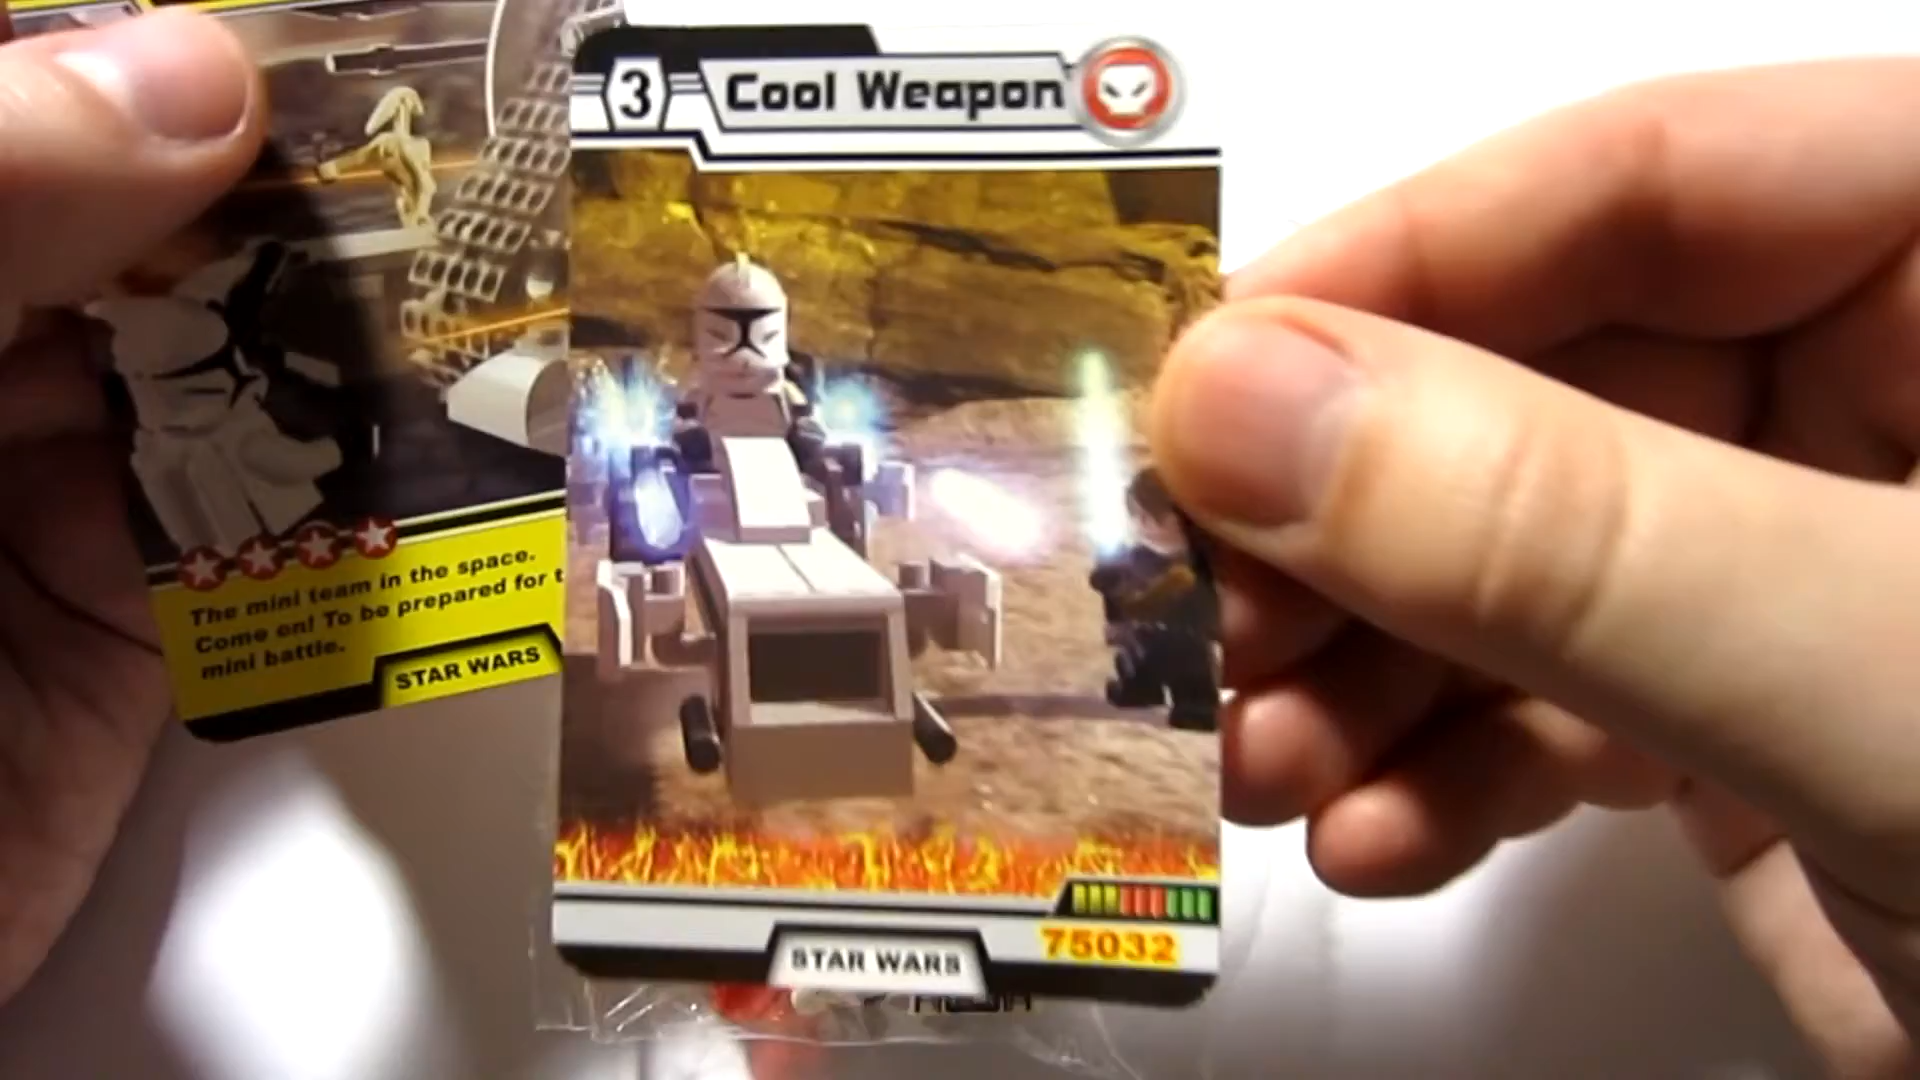 3 Cool Weapon
The mini team in the space.
Come on! To be prepared for t
mini battle.
STAR WARS
75032
STAR WARS